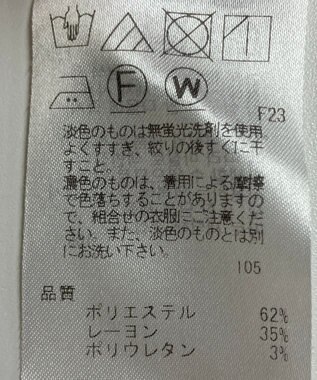 F W
F23
淡色のものは無蛍光洗剤を使用
よくすすぎ、絞りの後すぐに干
すこと。
濃色のものは、着用による摩擦
で色落ちすることがありますの
で、組合せの衣服にご注意くだ
さい。また、淡色のものとは別
にお洗い下さい。
105
品質
ポリエステル 62%
レーヨン 35%
ポリウレタン 3%